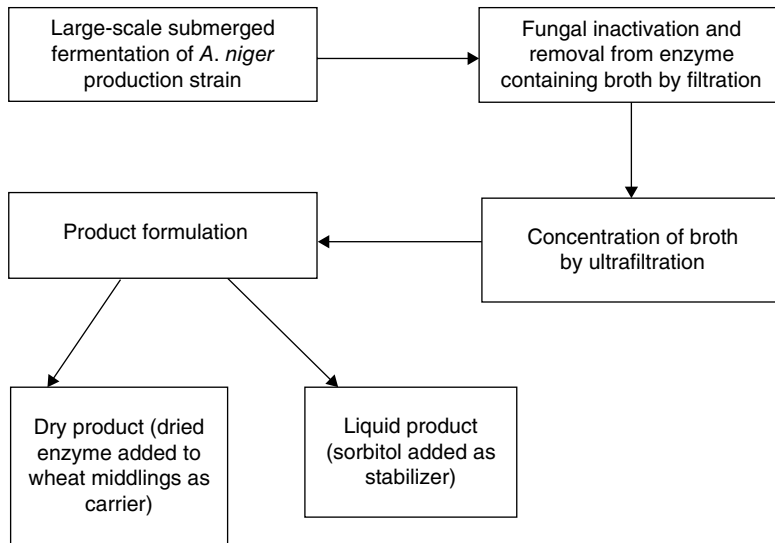 Large-scale submerged
fermentation of A. niger
production strain
Fungal inactivation and
removal from enzyme
containing broth by filtration
Concentration of broth
by ultrafiltration
Product formulation
Dry product (dried
enzyme added to
wheat middlings as
carrier)
Liquid product
(sorbitol added as
stabilizer)